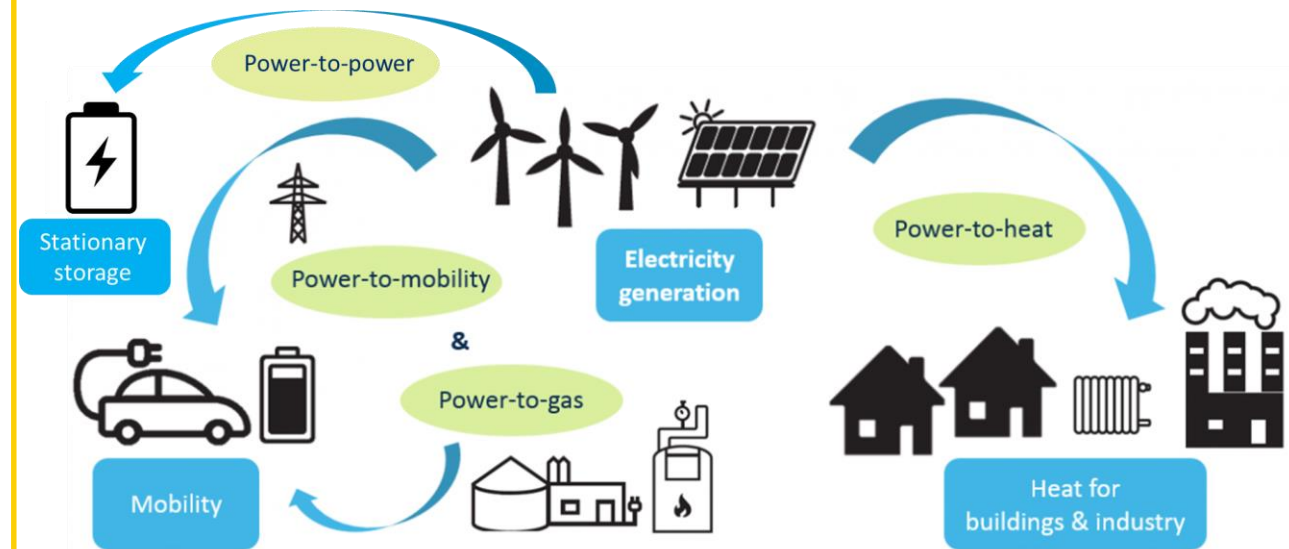 Power-to-power
Stationary
storage
Power-to-mobility
Electricity
generation
Power-to-heat
&
Power-to-gas
Mobility
Heat for
buildings & industry